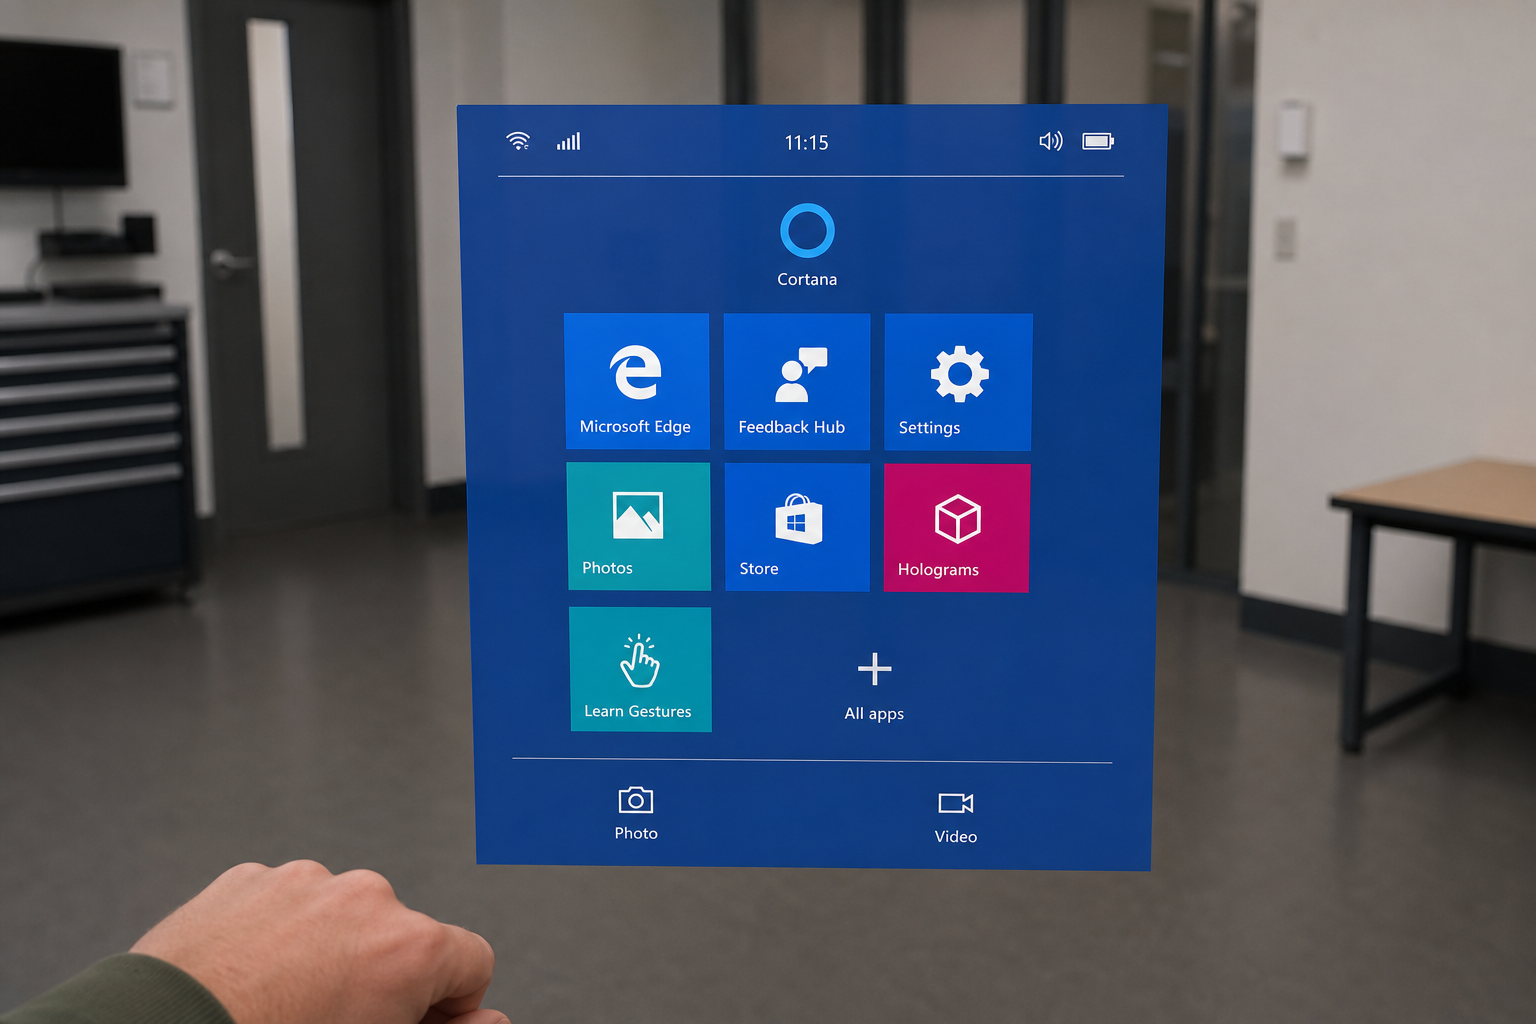 11:15
Cortana
Microsoft Edge
Feedback Hub
Settings
Photos
Store
Holograms
Learn Gestures
All apps
Photo
Video